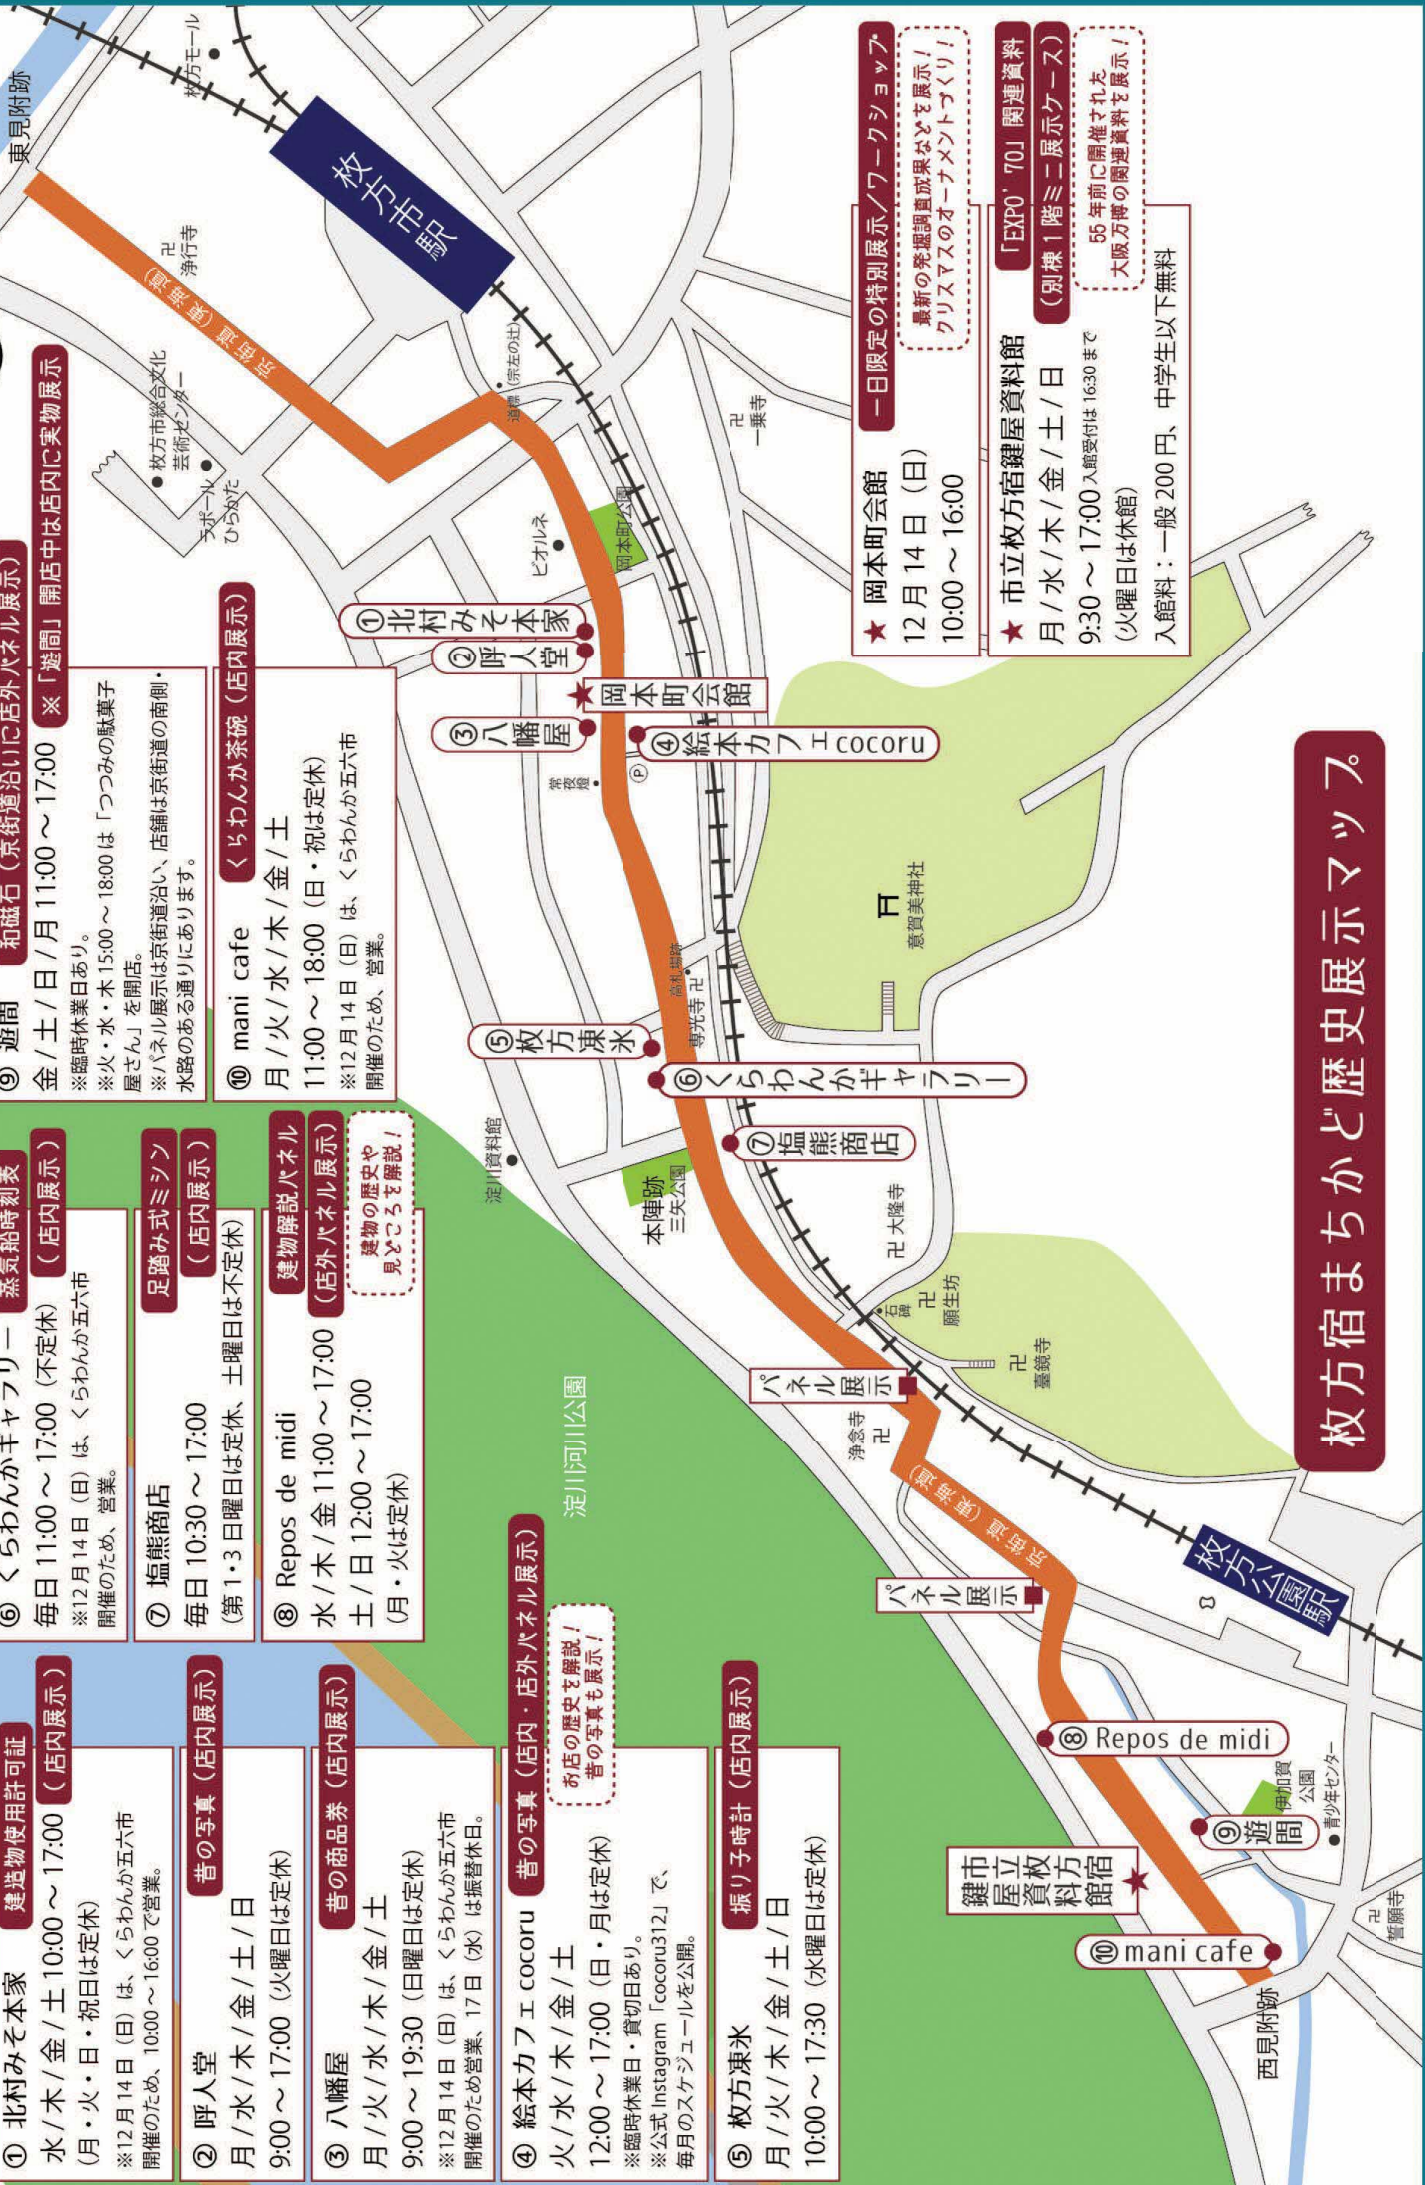 枚方宿まちかど歴史展示マップ
① 北村みそ本家
建造物使用許可証
(店内展示)
水/木/金/土 10:00～17:00
(月・火・日・祝日は定休)
※12月14日(日)は、くらわんか五六市
開催のため、10:00～16:00で営業。
② 呼人堂
昔の写真(店内展示)
月/水/木/金/土/日
9:00～17:00(火曜日は定休)
③ 八幡屋
昔の商品券(店内展示)
月/火/水/木/金/土
9:00～19:30(日曜日は定休)
※12月14日(日)は、くらわんか五六市
開催のため営業、17日(水)は振替休日。
④ 絵本カフェ cocoru
昔の写真(店内・店外パネル展示)
火/水/木/金/土
12:00～17:00(日・月は定休)
お店の歴史を解説!
昔の写真も展示!
※臨時休業日・貸切日あり。
※公式Instagram「cocoru312」で、
毎月のスケジュールを公開。
⑤ 枚方凍氷
振り子時計(店内展示)
月/火/木/金/土/日
10:00～17:30(水曜日は定休)
⑥ くらわんかギャラリー
蒸気船時刻表
(店内展示)
毎日 11:00～17:00(不定休)
※12月14日(日)は、くらわんか五六市
開催のため、営業。
⑦ 塩熊商店
足踏み式ミシン
(店内展示)
毎日 10:30～17:00
(第1・3日曜日は定休、土曜日は不定休)
⑧ Repos de midi
建物解説パネル
(店外パネル展示)
水/木/金 11:00～17:00
土/日 12:00～17:00
(月・火は定休)
建物の歴史や
見どころを解説!
⑨ 遊間
和磁石(京街道沿いに店外パネル展示)
※「遊間」開店中は店内に実物展示
金/土/日/月 11:00～17:00
※臨時休業日あり。
※火・水・木 15:00～18:00は「つつみの駄菓子
屋さん」を開店。
※パネル展示は京街道沿い、店舗は京街道の南側・
水路のある通りにあります。
⑩ mani cafe
くらわんか茶碗(店内展示)
月/火/水/木/金/土
11:00～18:00(日・祝は定休)
※12月14日(日)は、くらわんか五六市
開催のため、営業。
★ 岡本町会館
一日限定の特別展示/ワークショップ
12月14日(日)
10:00～16:00
最新の発掘調査成果などを展示!
クリスマスのオーナメントづくり!
★ 市立枚方宿鍵屋資料館
「EXPO'70」関連資料
(別棟1階ミニ展示ケース)
月/水/木/金/土/日
9:30～17:00 入館受付は16:30まで
(火曜日は休館)
入館料:一般200円、中学生以下無料
55年前に開催された
大阪万博の関連資料を展示!
東見附跡
枚方モール
枚方市駅
浄行寺
京街道(東海道)
枚方市総合文化
芸術センター
ラポール
ひらかた
道標(宗左の辻)
一乗寺
ビオルネ
岡本町公園
①北村みそ本家
②呼人堂
岡本町会館
③八幡屋
④絵本カフェcocoru
常夜燈
P
意賀美神社
高札場跡
専光寺
⑤枚方凍氷
⑥くらわんがギャラリー
⑦塩熊商店
淀川資料館
本陣跡
三矢公園
大隆寺
石碑
願生坊
臺鏡寺
淀川河川公園
パネル展示
浄念寺
京街道(東海道)
パネル展示
枚方公園駅
⑧Repos de midi
伊加賀
公園
青少年センター
⑨遊間
市立枚方宿
鍵屋資料館
⑩mani cafe
誓願寺
西見附跡